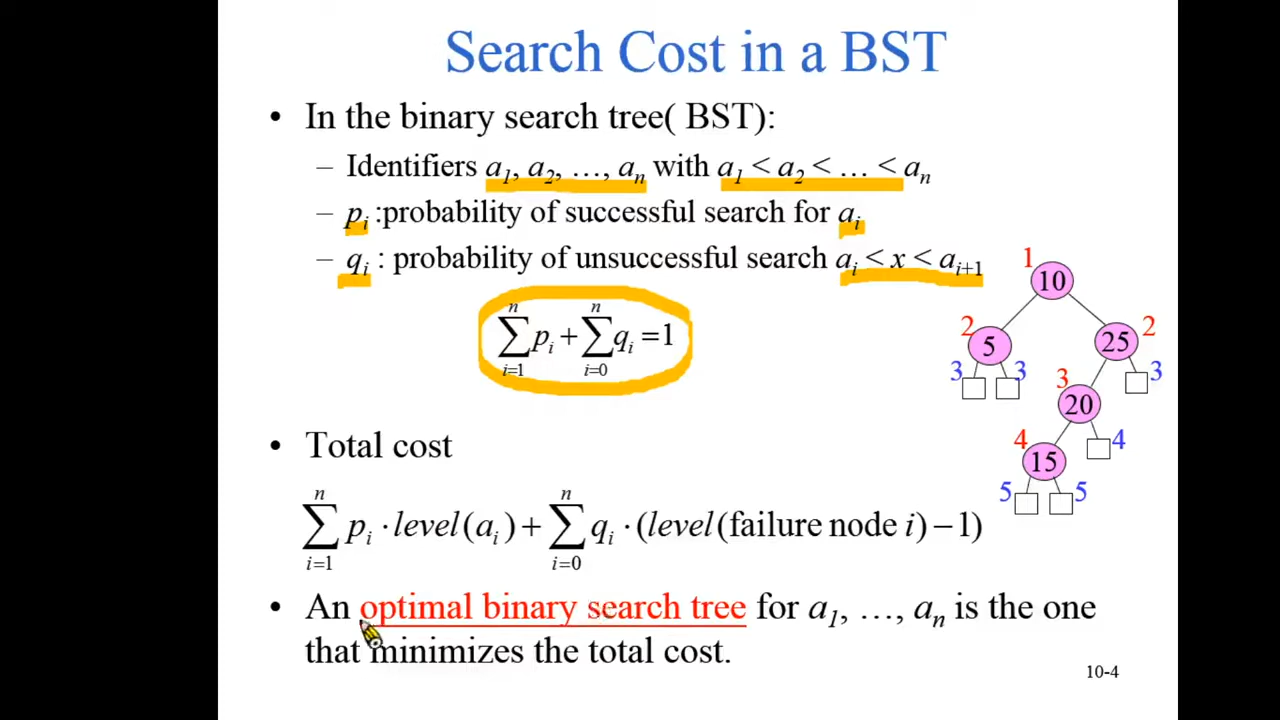 Search Cost in a BST
• In the binary search tree( BST):
– Identifiers a1, a2, …, an with a1 < a2 < … < an
– pi :probability of successful search for ai
– qi : probability of unsuccessful search ai < x < ai+1
n n
∑ pi + ∑ qi =1
i=1 i=0
1
10
2 5 25 2
3 3 3 20 3
4 15 4
5 5
• Total cost
n n
∑ pi · level(ai) + ∑ qi · (level(failure node i) – 1)
i=1 i=0
• An optimal binary search tree for a1, …, an is the one
that minimizes the total cost.
10-4